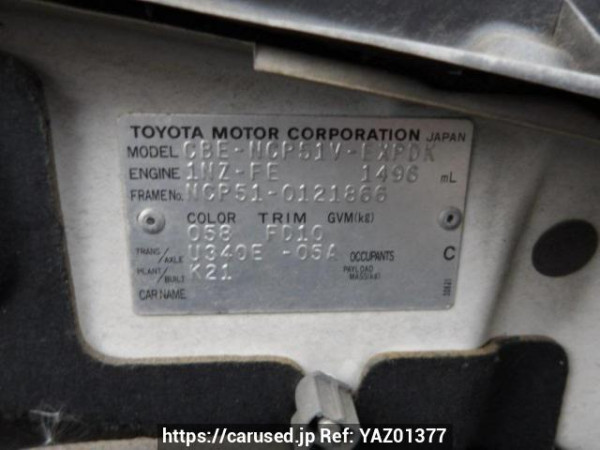 TOYOTA MOTOR CORPORATION JAPAN
MODEL CBE-NCP51V-EXPDK
ENGINE 1NZ-FE 1496 mL
FRAME No. NCP51-0121866
COLOR TRIM GVM(kg)
058 FD10
TRANS/AXLE U340E -05A OCCUPANTS C
PLANT/BUILT K21 PAYLOAD MASS(kg)
CAR NAME
https://carused.jp Ref: YAZ01377